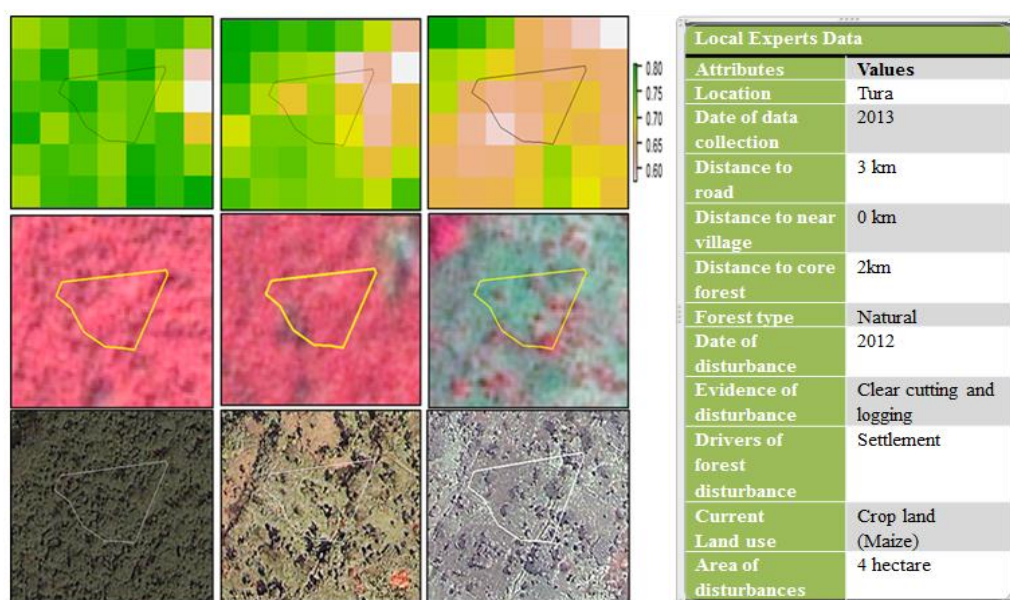 0.80
0.75
0.70
0.65
0.60
Local Experts Data
Attributes Values
Location Tura
Date of data 2013
collection
Distance to 3 km
road
Distance to near 0 km
village
Distance to core 2km
forest
Forest type Natural
Date of 2012
disturbance
Evidence of Clear cutting and
disturbance logging
Drivers of Settlement
forest
disturbance
Current Crop land
Land use (Maize)
Area of 4 hectare
disturbances